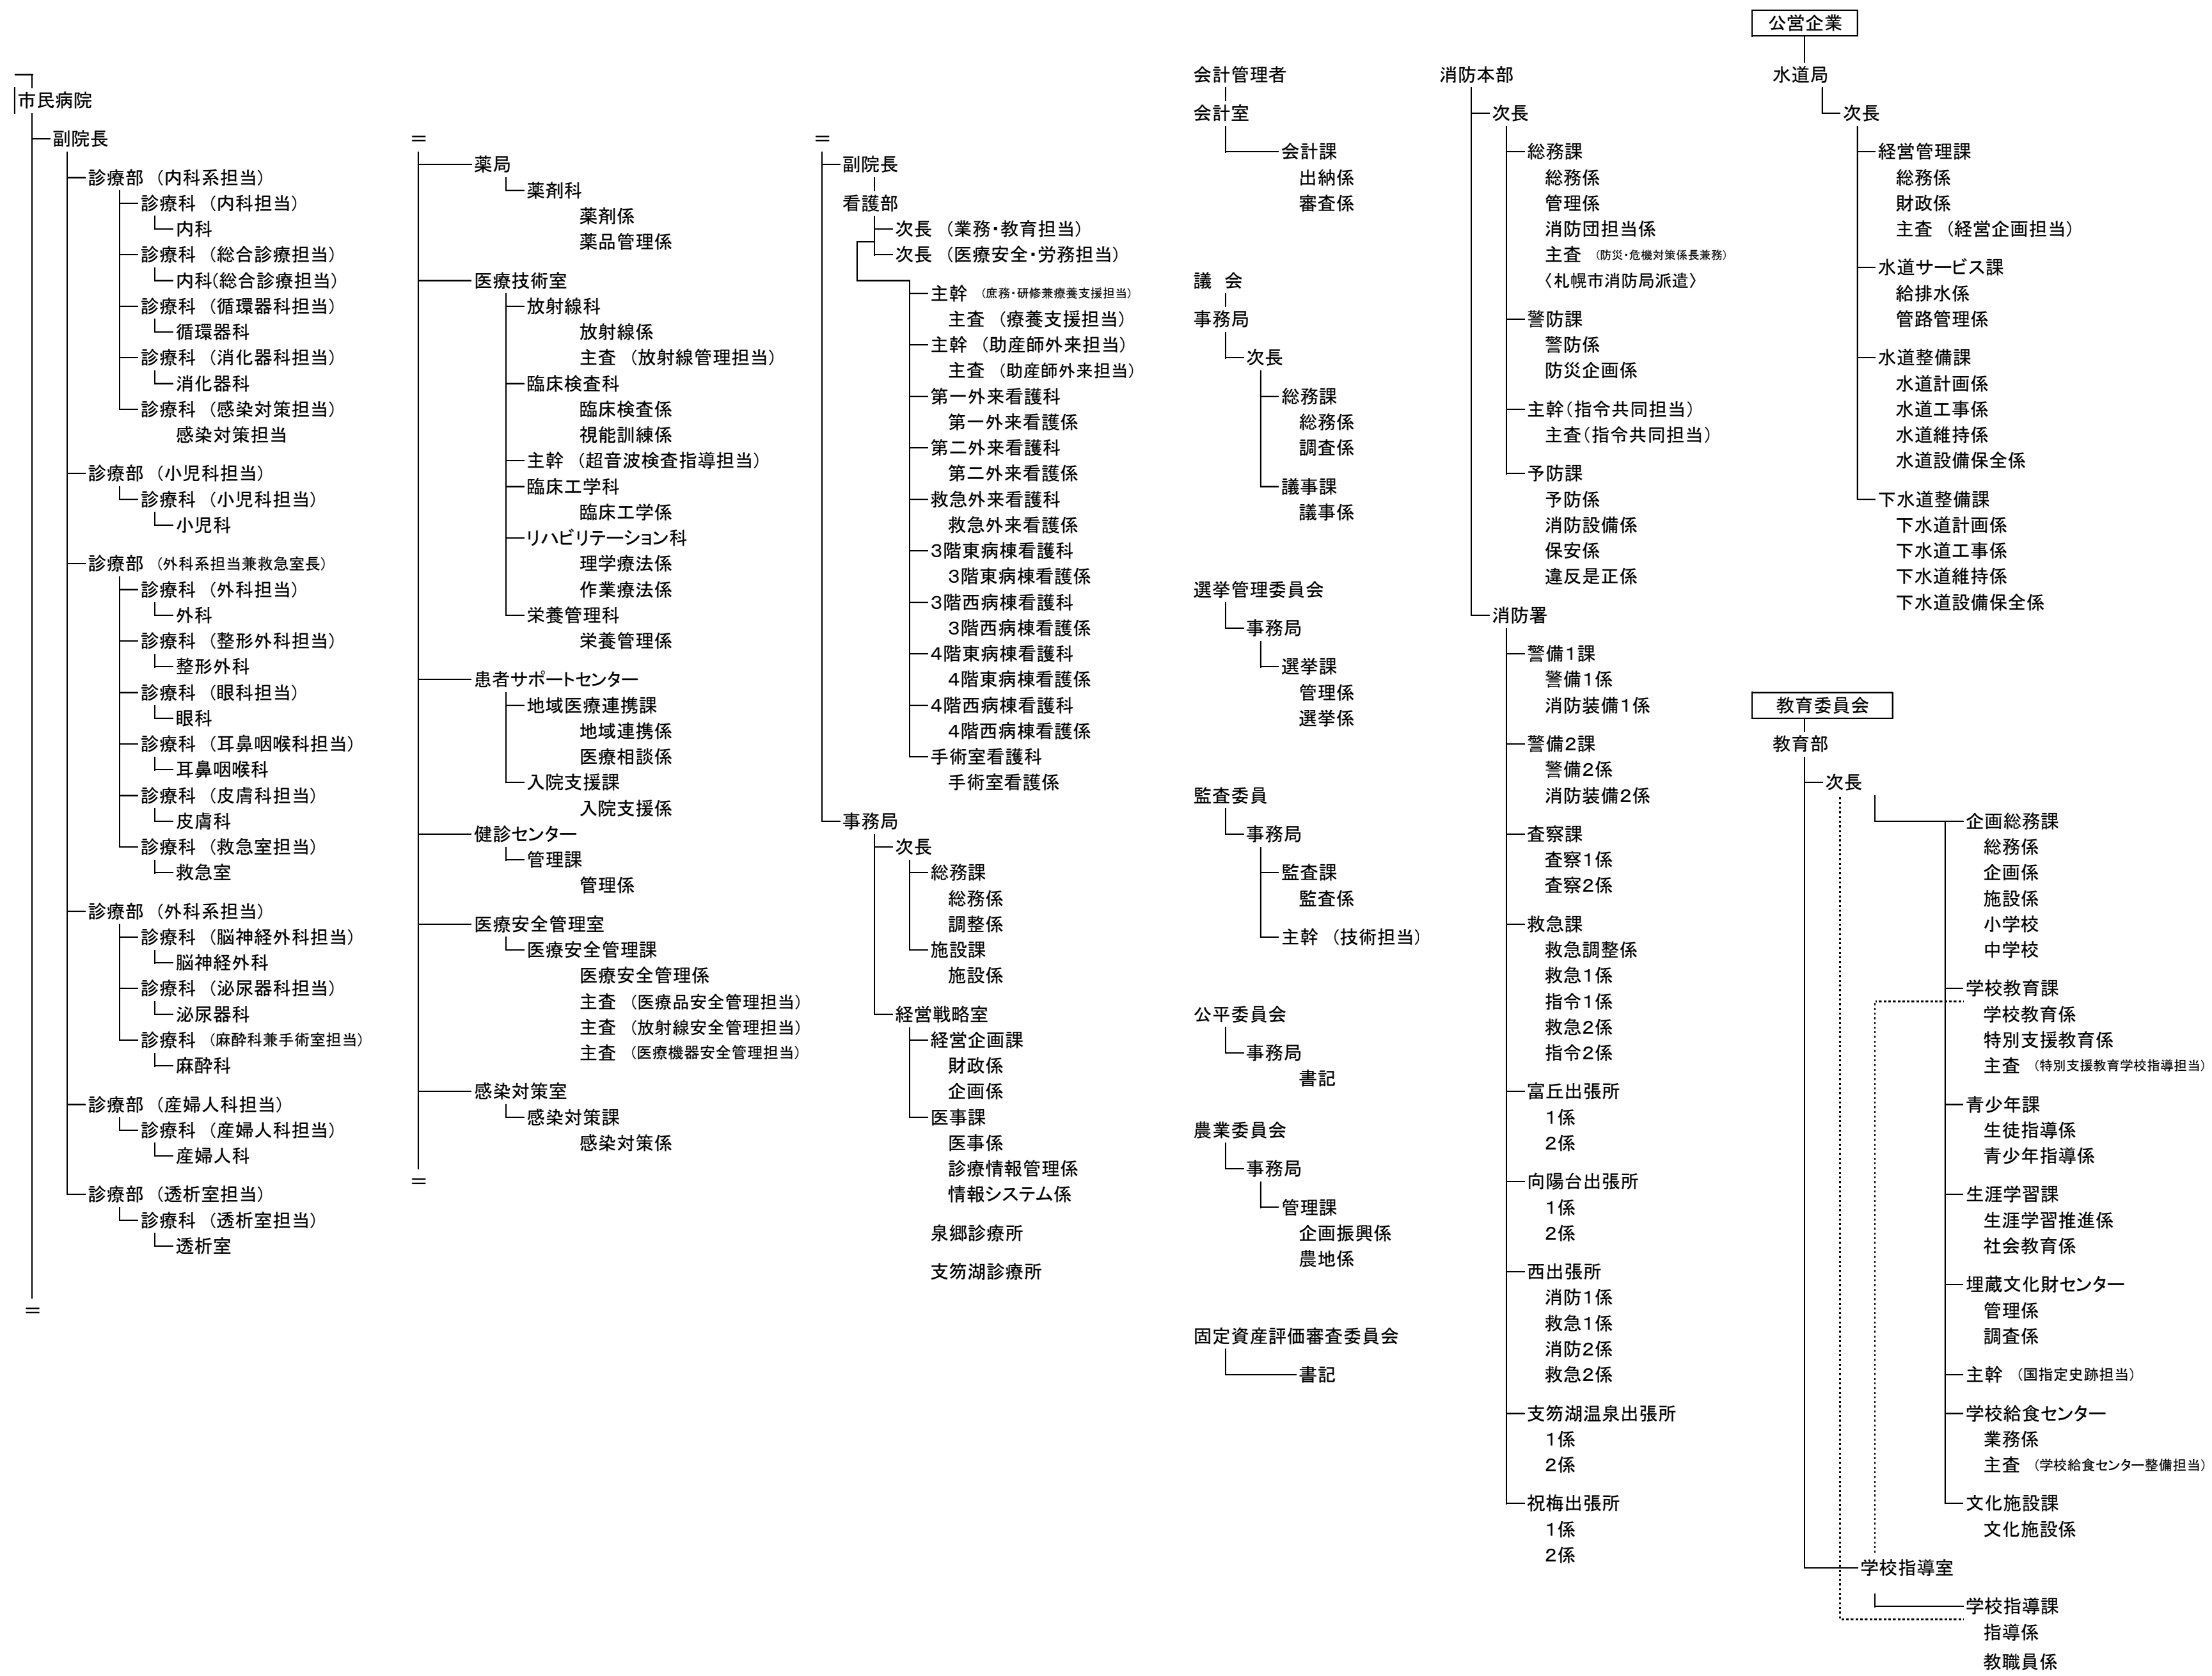 市民病院
副院長
診療部（内科系担当）
診療科（内科担当）
内科
診療科（総合診療担当）
内科(総合診療担当)
診療科（循環器科担当）
循環器科
診療科（消化器科担当）
消化器科
診療科（感染対策担当）
感染対策担当
診療部（小児科担当）
診療科（小児科担当）
小児科
診療部（外科系担当兼救急室長）
診療科（外科担当）
外科
診療科（整形外科担当）
整形外科
診療科（眼科担当）
眼科
診療科（耳鼻咽喉科担当）
耳鼻咽喉科
診療科（皮膚科担当）
皮膚科
診療科（救急室担当）
救急室
診療部（外科系担当）
診療科（脳神経外科担当）
脳神経外科
診療科（泌尿器科担当）
泌尿器科
診療科（麻酔科兼手術室担当）
麻酔科
診療部（産婦人科担当）
診療科（産婦人科担当）
産婦人科
診療部（透析室担当）
診療科（透析室担当）
透析室
＝
＝
薬局
薬剤科
薬剤係
薬品管理係
医療技術室
放射線科
放射線係
主査（放射線管理担当）
臨床検査科
臨床検査係
視能訓練係
主幹（超音波検査指導担当）
臨床工学科
臨床工学係
リハビリテーション科
理学療法係
作業療法係
栄養管理科
栄養管理係
患者サポートセンター
地域医療連携課
地域連携係
医療相談係
入院支援課
入院支援係
健診センター
管理課
管理係
医療安全管理室
医療安全管理課
医療安全管理係
主査（医療品安全管理担当）
主査（放射線安全管理担当）
主査（医療機器安全管理担当）
感染対策室
感染対策課
感染対策係
＝
＝
副院長
看護部
次長（業務・教育担当）
次長（医療安全・労務担当）
主幹（庶務・研修兼療養支援担当）
主査（療養支援担当）
主幹（助産師外来担当）
主査（助産師外来担当）
第一外来看護科
第一外来看護係
第二外来看護科
第二外来看護係
救急外来看護科
救急外来看護係
３階東病棟看護科
３階東病棟看護係
３階西病棟看護科
３階西病棟看護係
４階東病棟看護科
４階東病棟看護係
４階西病棟看護科
４階西病棟看護係
手術室看護科
手術室看護係
事務局
次長
総務課
総務係
調整係
施設課
施設係
経営戦略室
経営企画課
財政係
企画係
医事課
医事係
診療情報管理係
情報システム係
泉郷診療所
支笏湖診療所
会計管理者
会計室
会計課
出納係
審査係
議　会
事務局
次長
総務課
総務係
調査係
議事課
議事係
選挙管理委員会
事務局
選挙課
管理係
選挙係
監査委員
事務局
監査課
監査係
主幹（技術担当）
公平委員会
事務局
書記
農業委員会
事務局
管理課
企画振興係
農地係
固定資産評価審査委員会
書記
消防本部
次長
総務課
総務係
管理係
消防団担当係
主査（防災・危機対策係長兼務）
〈札幌市消防局派遣〉
警防課
警防係
防災企画係
主幹（指令共同担当）
主査（指令共同担当）
予防課
予防係
消防設備係
保安係
違反是正係
消防署
警備１課
警備１係
消防装備１係
警備２課
警備２係
消防装備２係
査察課
査察１係
査察２係
救急課
救急調整係
救急１係
指令１係
救急２係
指令２係
富丘出張所
１係
２係
向陽台出張所
１係
２係
西出張所
消防１係
救急１係
消防２係
救急２係
支笏湖温泉出張所
１係
２係
祝梅出張所
１係
２係
公営企業
水道局
次長
経営管理課
総務係
財政係
主査（経営企画担当）
水道サービス課
給排水係
管路管理係
水道整備課
水道計画係
水道工事係
水道維持係
水道設備保全係
下水道整備課
下水道計画係
下水道工事係
下水道維持係
下水道設備保全係
教育委員会
教育部
次長
企画総務課
総務係
企画係
施設係
小学校
中学校
学校教育課
学校教育係
特別支援教育係
主査（特別支援教育学校指導担当）
青少年課
生徒指導係
青少年指導係
生涯学習課
生涯学習推進係
社会教育係
埋蔵文化財センター
管理係
調査係
主幹（国指定史跡担当）
学校給食センター
業務係
主査（学校給食センター整備担当）
文化施設課
文化施設係
学校指導室
学校指導課
指導係
教職員係